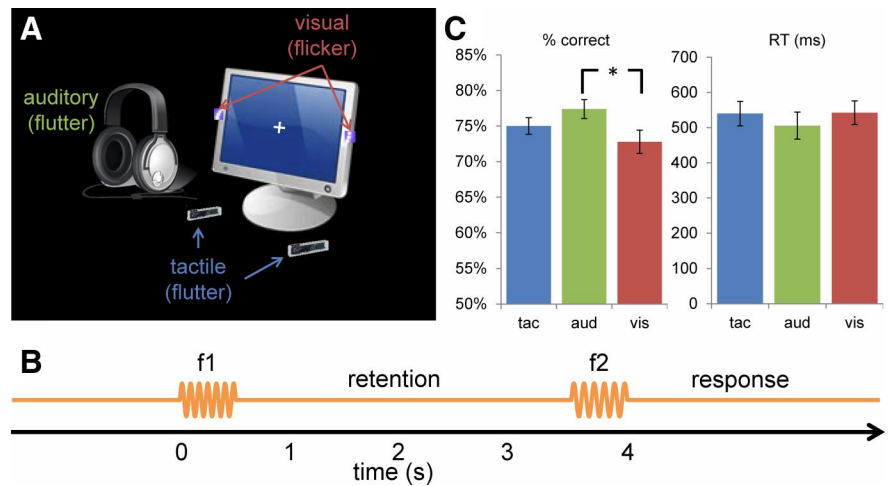 A
visual
(flicker)
auditory
(flutter)
tactile
(flutter)
C
% correct
85%
80%
75%
70%
65%
60%
55%
50%
*
tac aud vis
RT (ms)
700
600
500
400
300
200
100
0
tac aud vis
B
f1 retention f2 response
0 1 2 3 4
time (s)